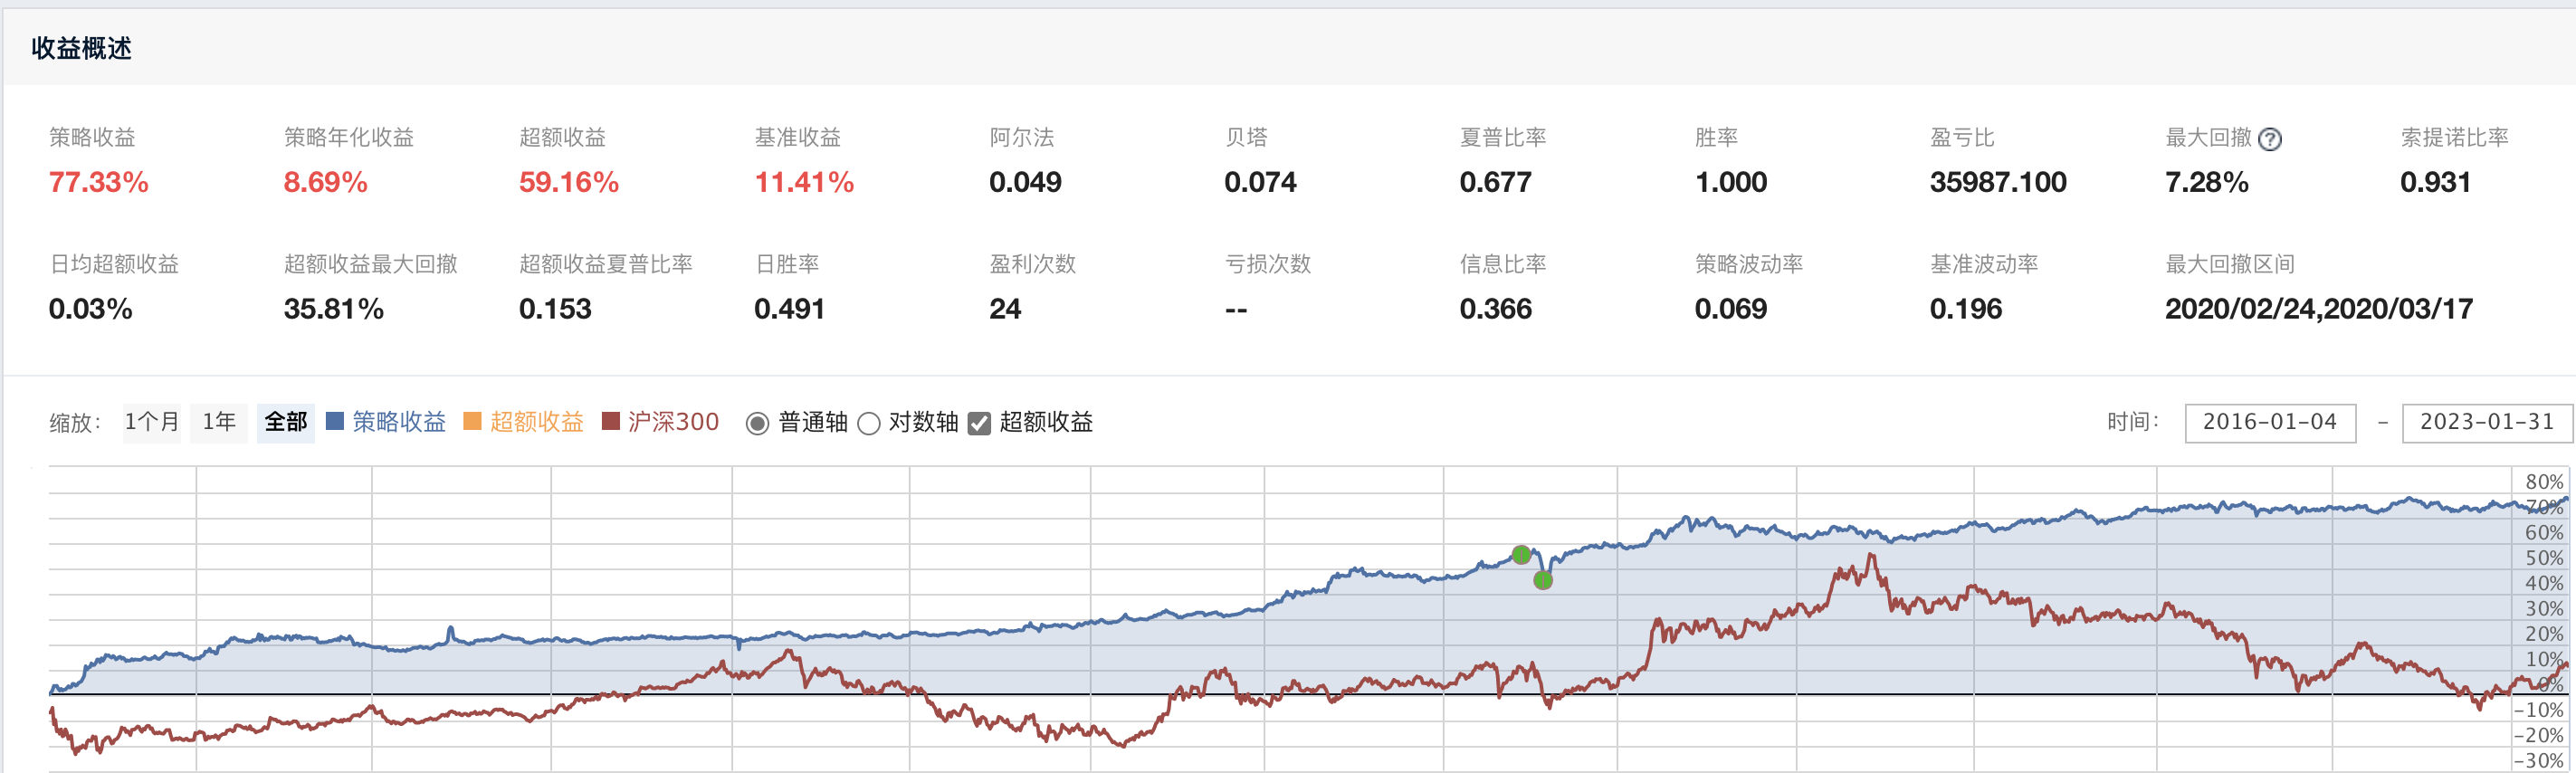 收益概述
策略收益 策略年化收益 超额收益 基准收益 阿尔法 贝塔 夏普比率 胜率 盈亏比 最大回撤 ? 索提诺比率
77.33% 8.69% 59.16% 11.41% 0.049 0.074 0.677 1.000 35987.100 7.28% 0.931
日均超额收益 超额收益最大回撤 超额收益夏普比率 日胜率 盈利次数 亏损次数 信息比率 策略波动率 基准波动率 最大回撤区间
0.03% 35.81% 0.153 0.491 24 -- 0.366 0.069 0.196 2020/02/24,2020/03/17
缩放: 1个月 1年 全部 策略收益 超额收益 沪深300 普通轴 对数轴 超额收益 时间: 2016-01-04 - 2023-01-31
80%
70%
60%
50%
40%
30%
20%
10%
0%
-10%
-20%
-30%